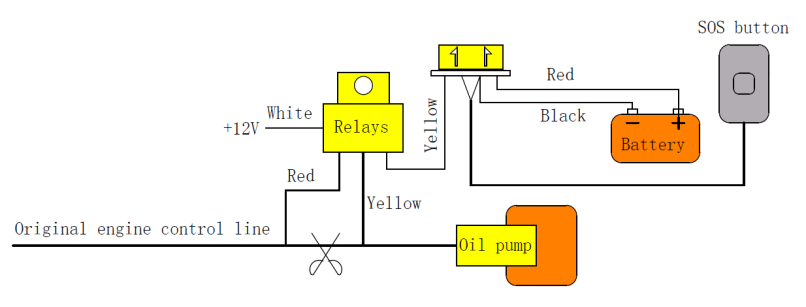 SOS button
Red
White
+12V
Relays
Yellow
Black
− +
Battery
Red
Yellow
Original engine control line
Oil pump